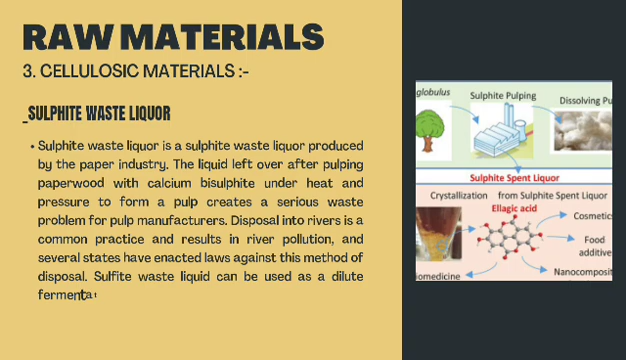 RAW MATERIALS
3. CELLULOSIC MATERIALS :-
_SULPHITE WASTE LIQUOR
• Sulphite waste liquor is a sulphite waste liquor produced
by the paper industry. The liquid left over after pulping
paperwood with calcium bisulphite under heat and
pressure to form a pulp creates a serious waste
problem for pulp manufacturers. Disposal into rivers is a
common practice and results in river pollution, and
several states have enacted laws against this method of
disposal. Sulfite waste liquid can be used as a dilute
globulus
Sulphite Pulping
Dissolving Pu
Sulphite Spent Liquor
Crystallization from Sulphite Spent Liquor
Ellagic acid
Cosmetics
Food
additive
Nanocomposit
iomedicine